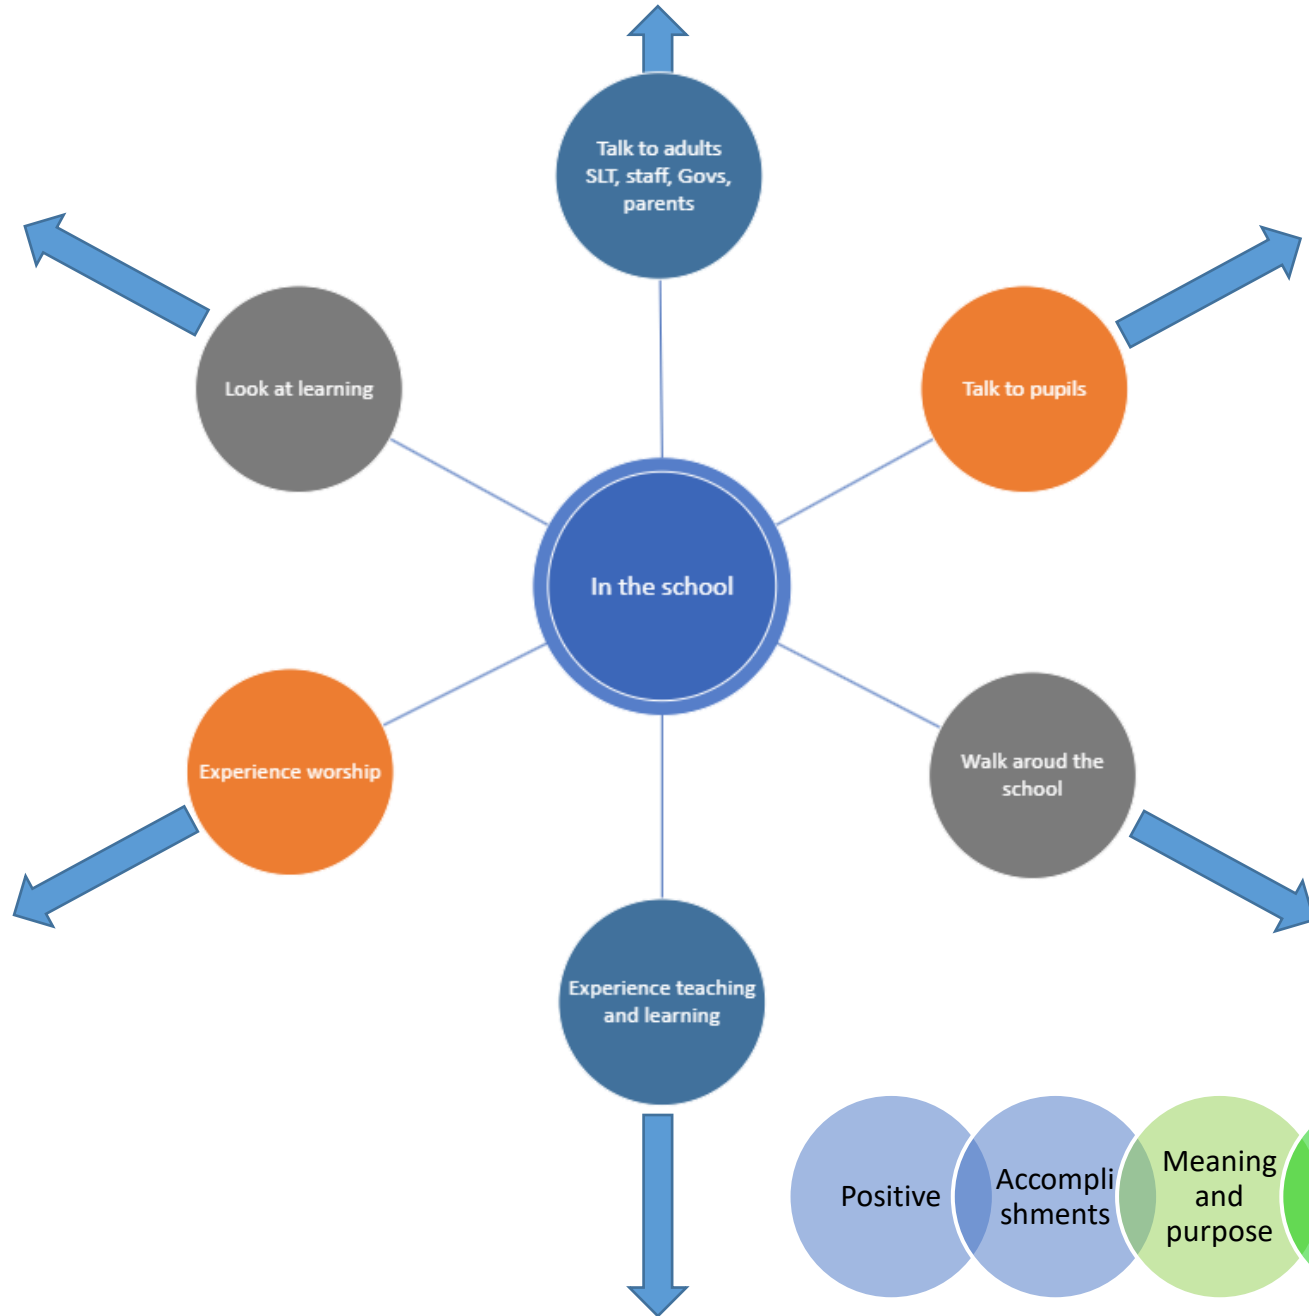 Talk to adults
SLT, staff, Govs,
parents
Look at learning
Talk to pupils
In the school
Experience worship
Walk aroud the
school
Experience teaching
and learning
Positive
Accompli
shments
Meaning
and
purpose